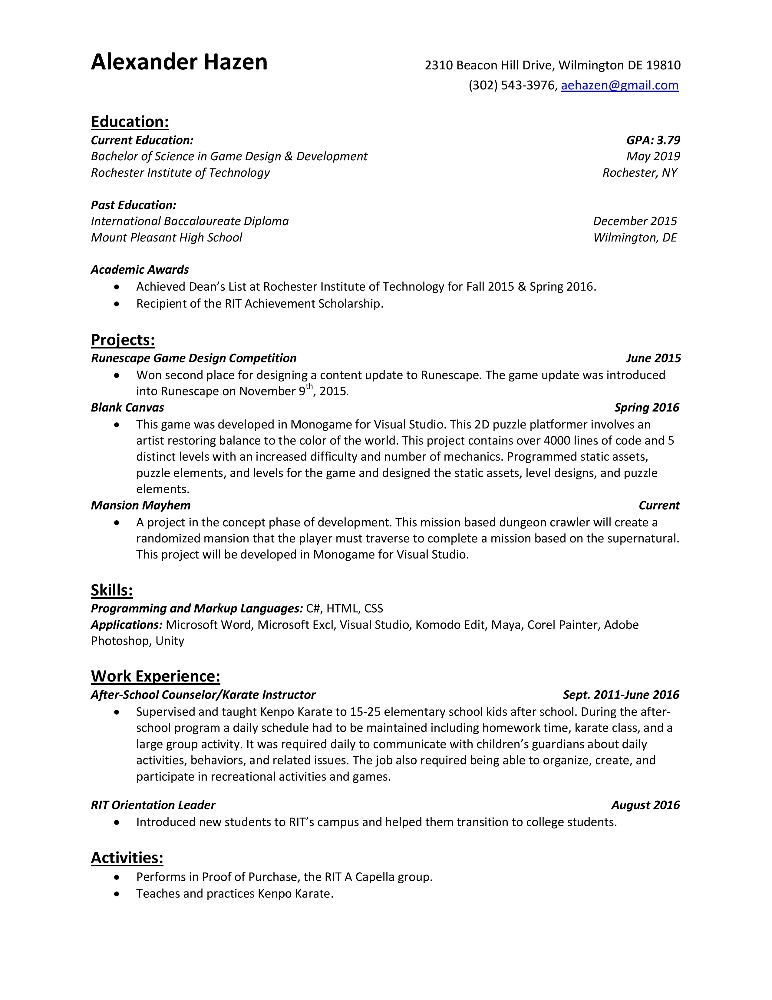 Alexander Hazen 2310 Beacon Hill Drive, Wilmington DE 19810
(302) 543-3976, aehazen@gmail.com
Education:
Current Education: GPA: 3.79
Bachelor of Science in Game Design & Development May 2019
Rochester Institute of Technology Rochester, NY
Past Education:
International Baccalaureate Diploma December 2015
Mount Pleasant High School Wilmington, DE
Academic Awards
• Achieved Dean's List at Rochester Institute of Technology for Fall 2015 & Spring 2016.
• Recipient of the RIT Achievement Scholarship.
Projects:
Runescape Game Design Competition June 2015
• Won second place for designing a content update to Runescape. The game update was introduced
into Runescape on November 9th, 2015.
Blank Canvas Spring 2016
• This game was developed in Monogame for Visual Studio. This 2D puzzle platformer involves an
artist restoring balance to the color of the world. This project contains over 4000 lines of code and 5
distinct levels with an increased difficulty and number of mechanics. Programmed static assets,
puzzle elements, and levels for the game and designed the static assets, level designs, and puzzle
elements.
Mansion Mayhem Current
• A project in the concept phase of development. This mission based dungeon crawler will create a
randomized mansion that the player must traverse to complete a mission based on the supernatural.
This project will be developed in Monogame for Visual Studio.
Skills:
Programming and Markup Languages: C#, HTML, CSS
Applications: Microsoft Word, Microsoft Excl, Visual Studio, Komodo Edit, Maya, Corel Painter, Adobe
Photoshop, Unity
Work Experience:
After-School Counselor/Karate Instructor Sept. 2011-June 2016
• Supervised and taught Kenpo Karate to 15-25 elementary school kids after school. During the after-
school program a daily schedule had to be maintained including homework time, karate class, and a
large group activity. It was required daily to communicate with children's guardians about daily
activities, behaviors, and related issues. The job also required being able to organize, create, and
participate in recreational activities and games.
RIT Orientation Leader August 2016
• Introduced new students to RIT's campus and helped them transition to college students.
Activities:
• Performs in Proof of Purchase, the RIT A Capella group.
• Teaches and practices Kenpo Karate.